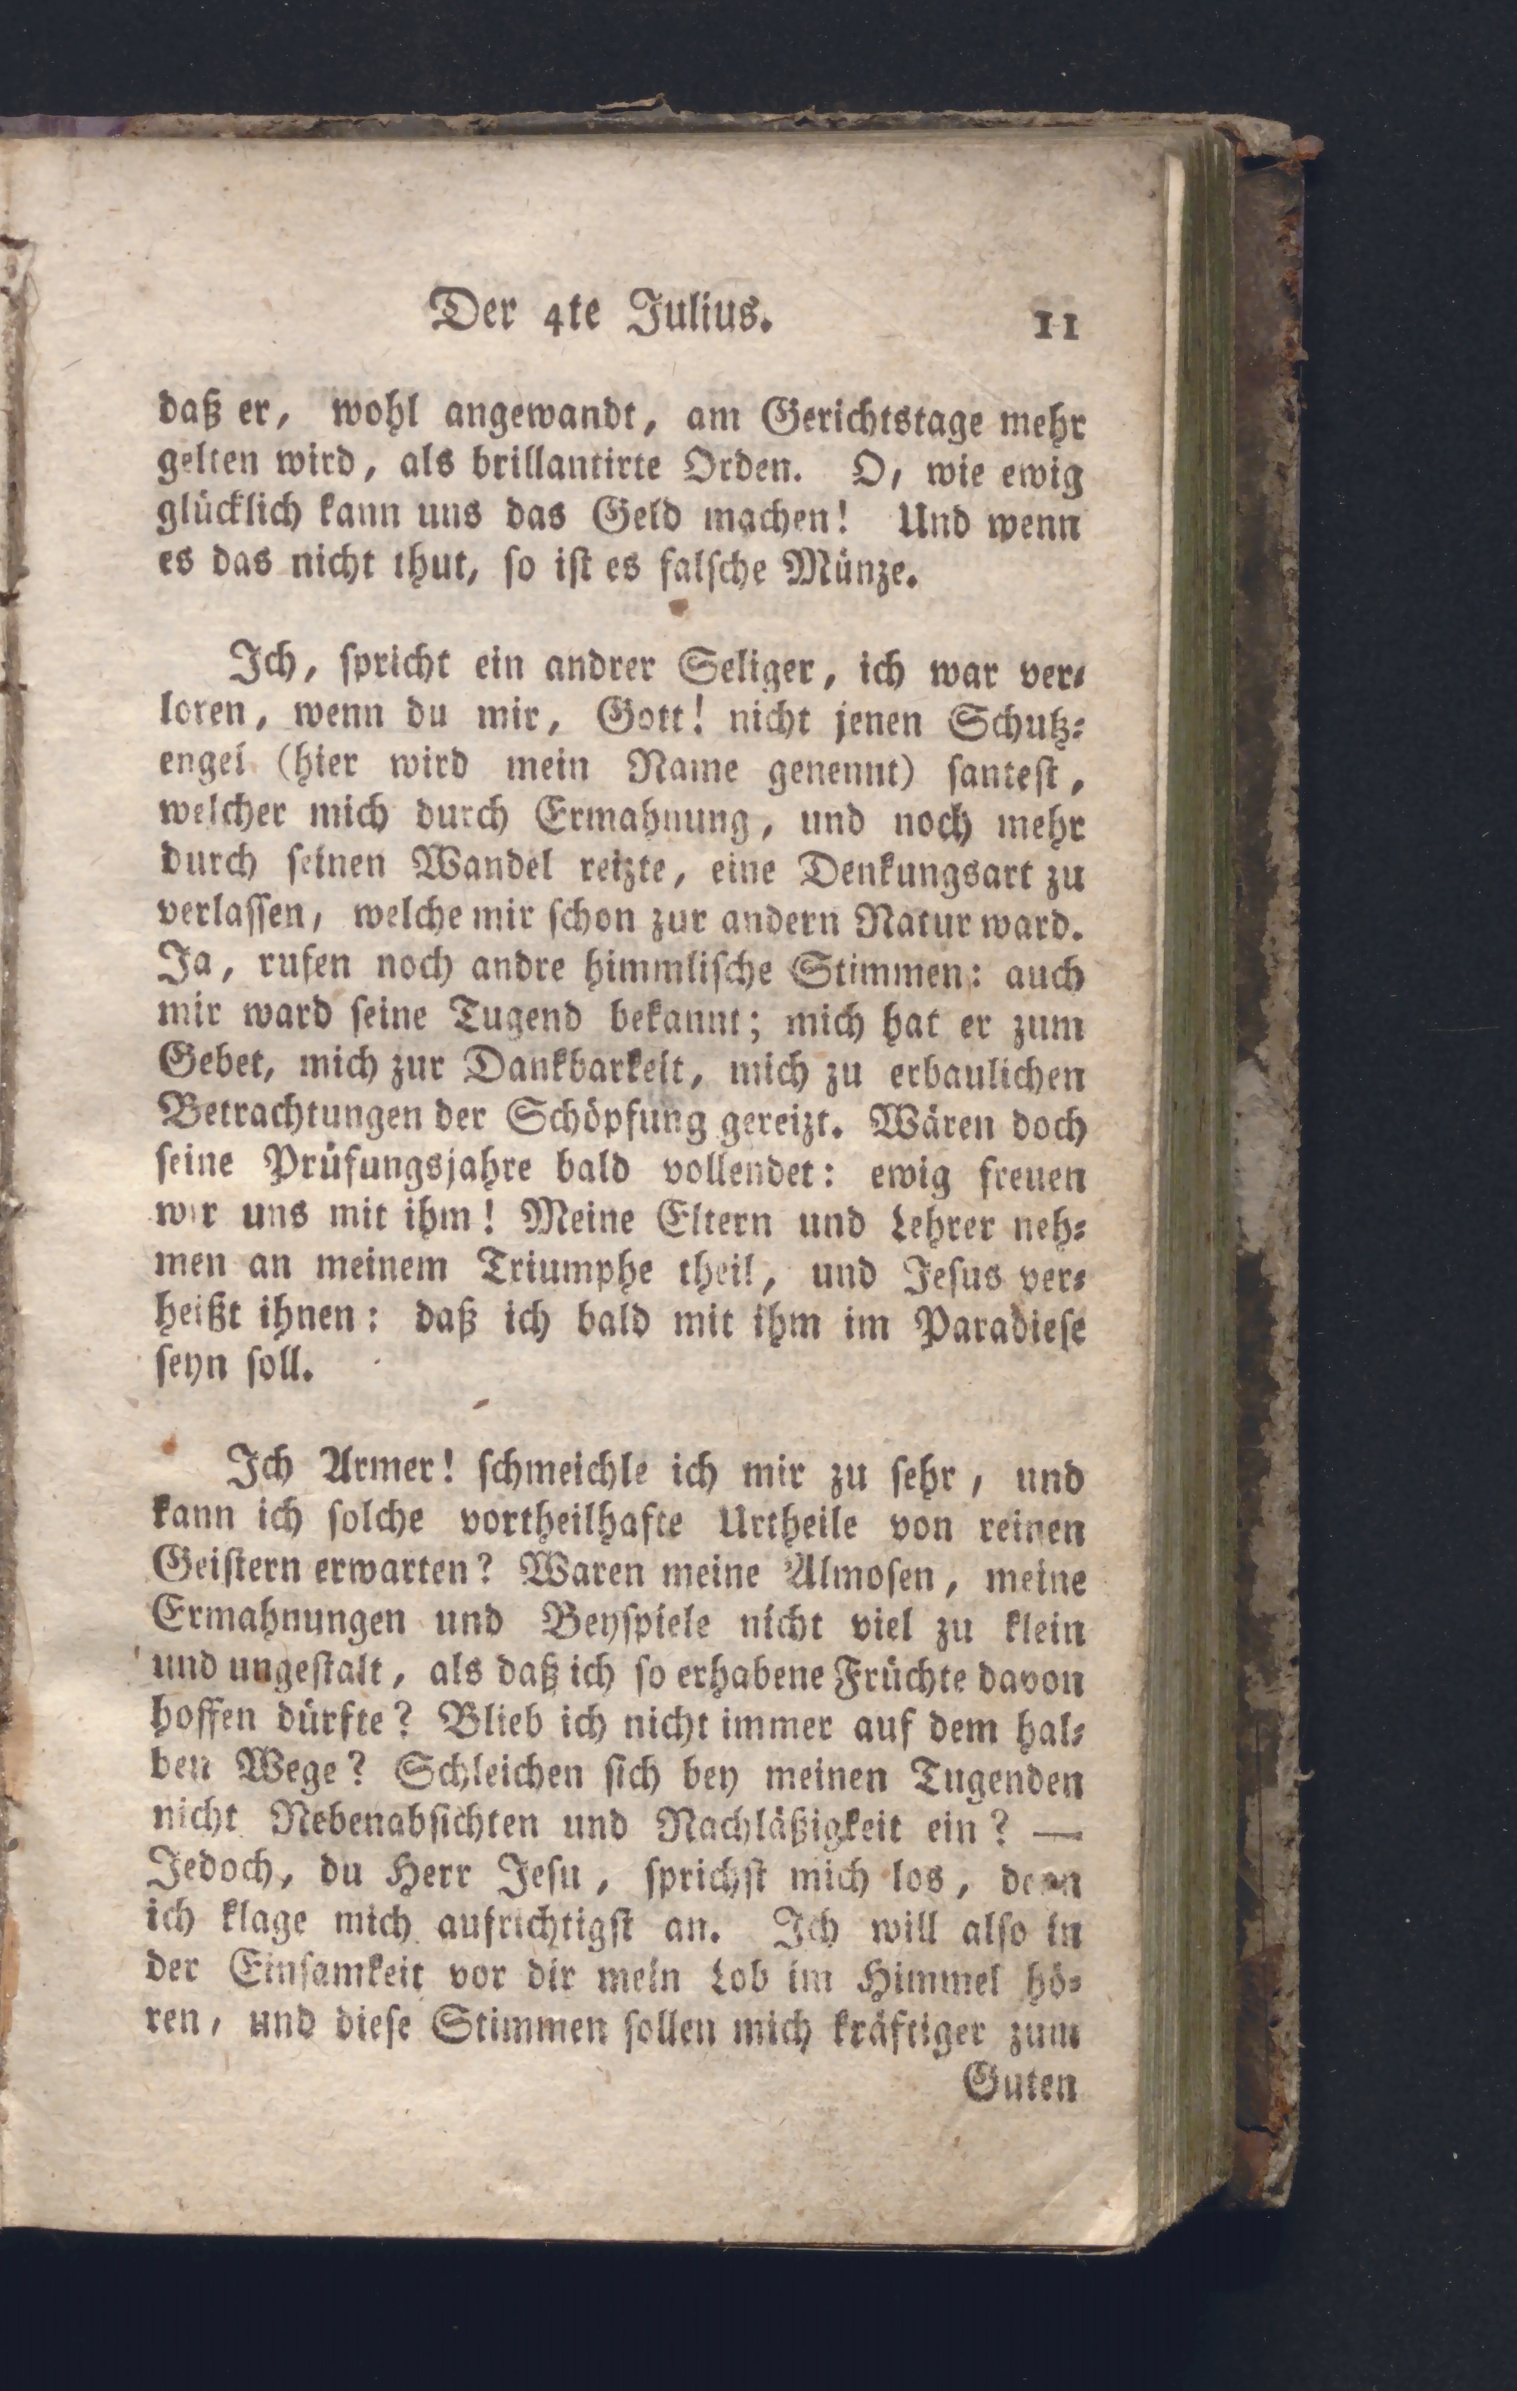 Der 4te Julius. 11
daß er, wohl angewandt, am Gerichtstage mehr
gelten wird, als brillantirte Orden. O, wie ewig
glücklich kann uns das Geld machen! Und wenn
es das nicht thut, so ist es falsche Münze.
Ich, spricht ein andrer Seliger, ich war ver-
loren, wenn du mir, Gott! nicht jenen Schutz-
engel (hier wird mein Name genennt) santest,
welcher mich durch Ermahnung, und noch mehr
durch seinen Wandel reizte, eine Denkungsart zu
verlassen, welche mir schon zur andern Natur ward.
Ja, rufen noch andre himmlische Stimmen: auch
mir ward seine Tugend bekannt; mich hat er zum
Gebet, mich zur Dankbarkeit, mich zu erbaulichen
Betrachtungen der Schöpfung gereizt. Wären doch
seine Prüfungsjahre bald vollendet: ewig freuen
wir uns mit ihm! Meine Eltern und Lehrer neh-
men an meinem Triumphe theil, und Jesus ver-
heißt ihnen: daß ich bald mit ihm im Paradiese
seyn soll.
Ich Armer! schmeichle ich mir zu sehr, und
kann ich solche vortheilhafte Urtheile von reinen
Geistern erwarten? Waren meine Almosen, meine
Ermahnungen und Beyspiele nicht viel zu klein
und ungestalt, als daß ich so erhabene Früchte davon
hoffen dürfte? Blieb ich nicht immer auf dem hal-
ben Wege? Schleichen sich bey meinen Tugenden
nicht Nebenabsichten und Nachläßigkeit ein? —
Jedoch, du Herr Jesu, sprichst mich los, denn
ich klage mich aufrichtigst an. Ich will also in
der Einsamkeit vor dir mein Lob im Himmel hö-
ren, und diese Stimmen sollen mich kräftiger zum
Guten